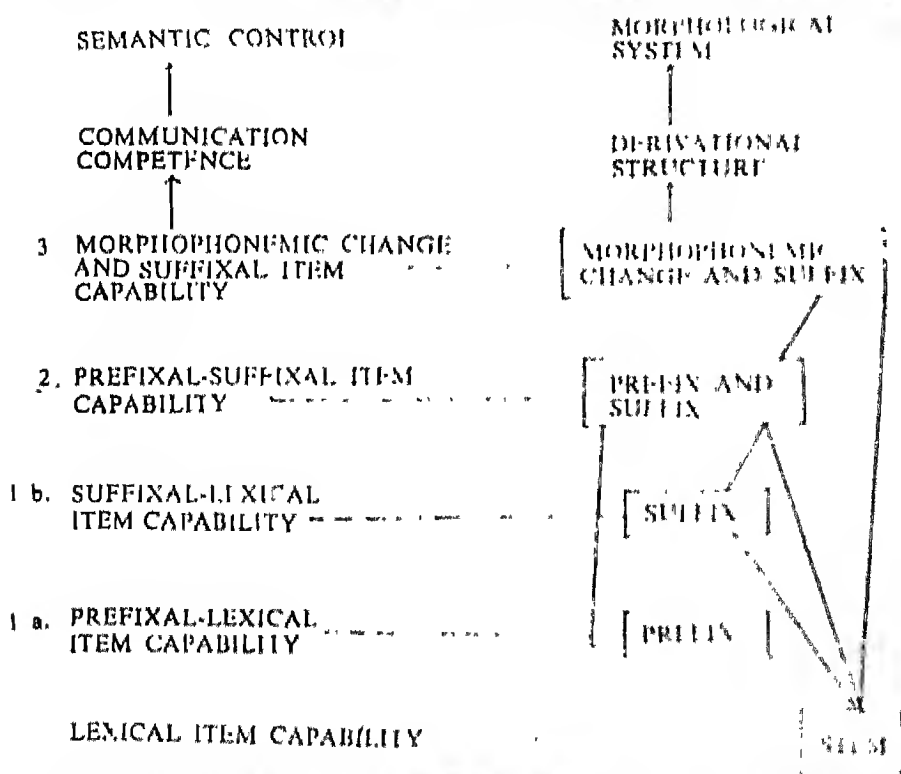 SEMANTIC CONTROL
MORPHOLOGICAL
SYSTEM
COMMUNICATION
COMPETENCE
DERIVATIONAL
STRUCTURE
3 MORPHOPHONEMIC CHANGE
AND SUFFIXAL ITEM
CAPABILITY
MORPHOPHONEMIC
CHANGE AND SUFFIX
2. PREFIXAL-SUFFIXAL ITEM
CAPABILITY
PREFIX AND
SUFFIX
1 b. SUFFIXAL-LEXICAL
ITEM CAPABILITY
SUFFIX
1 a. PREFIXAL-LEXICAL
ITEM CAPABILITY
PREFIX
LEXICAL ITEM CAPABILITY
STEM